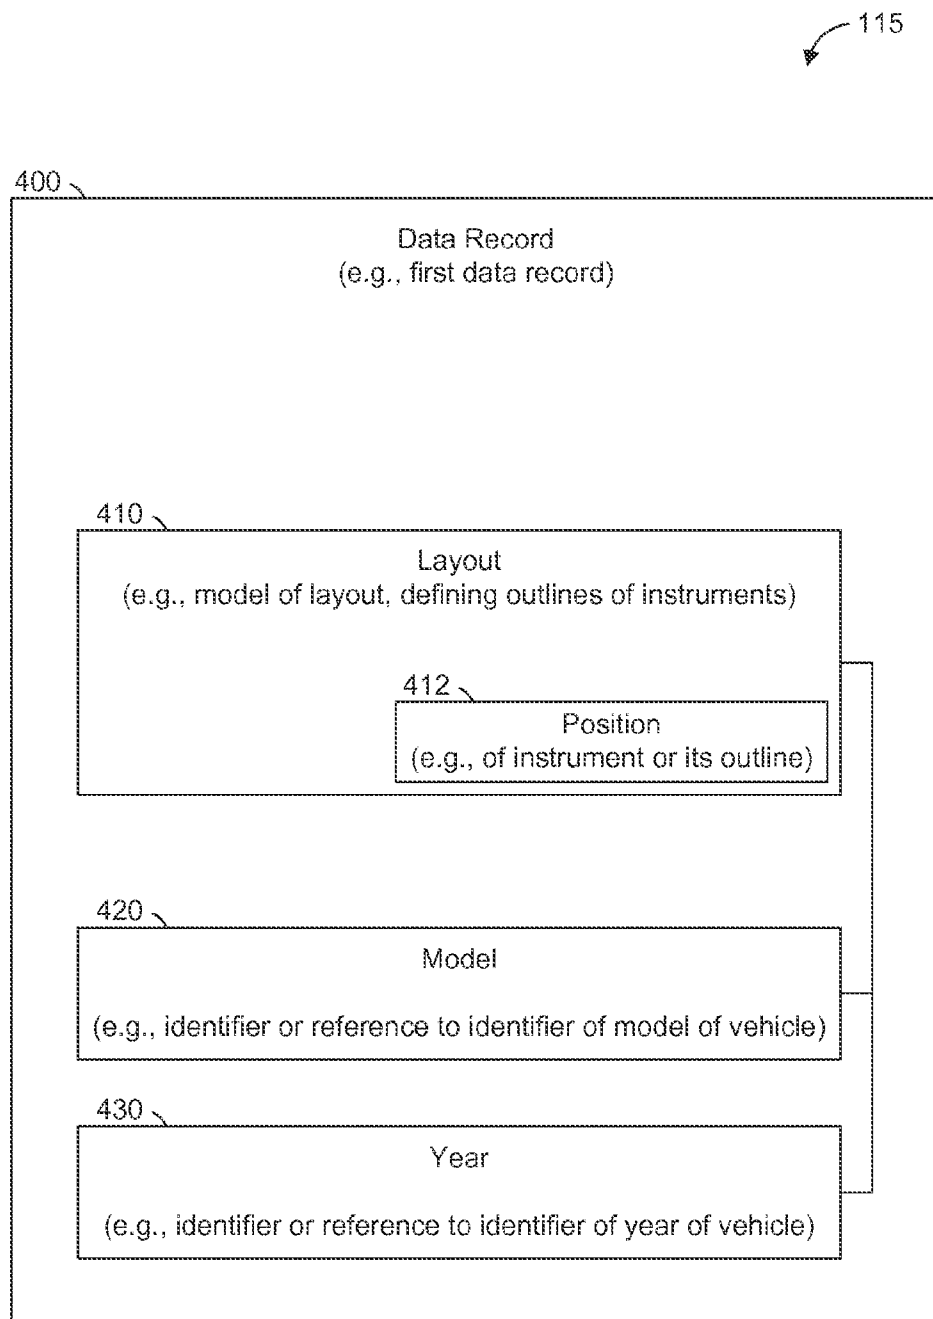 115
400
Data Record
(e.g., first data record)
410
Layout
(e.g., model of layout, defining outlines of instruments)
412
Position
(e.g., of instrument or its outline)
420
Model
(e.g., identifier or reference to identifier of model of vehicle)
430
Year
(e.g., identifier or reference to identifier of year of vehicle)